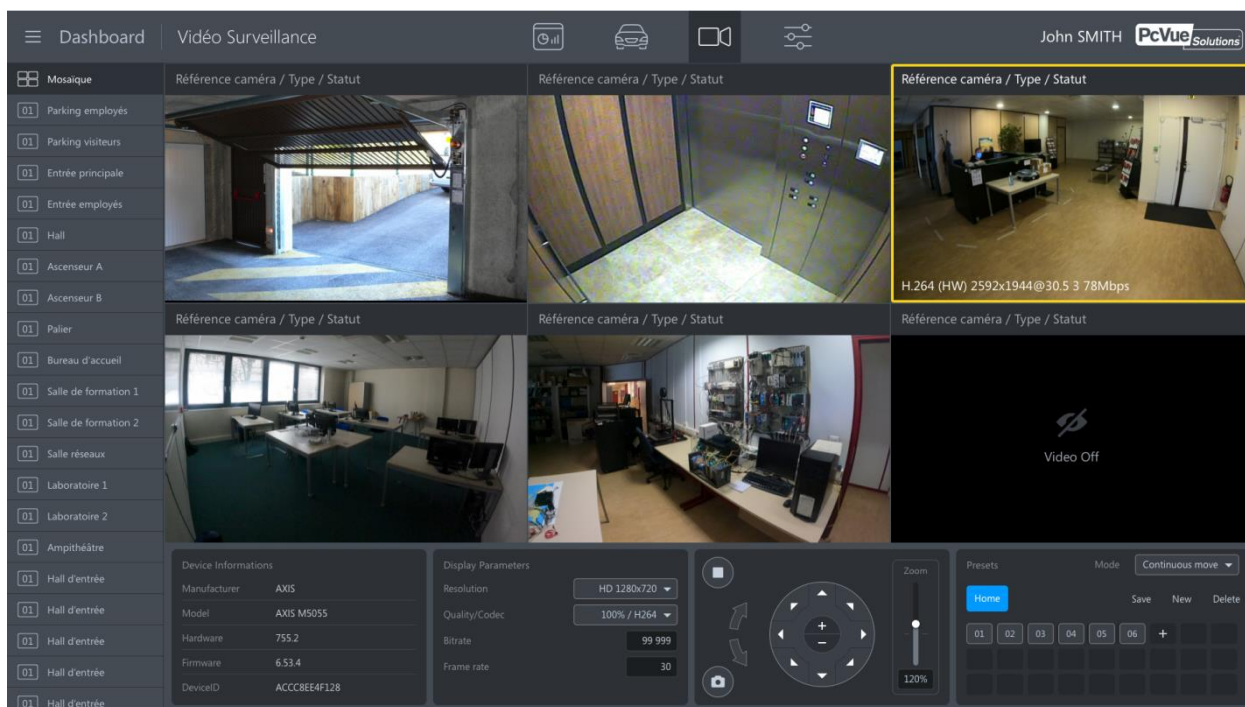 Dashboard
Vidéo Surveillance
John SMITH
PcVue Solutions
Mosaïque
01 Parking employés
01 Parking visiteurs
01 Entrée principale
01 Entrée employés
01 Hall
01 Ascenseur A
01 Ascenseur B
01 Palier
01 Bureau d'accueil
01 Salle de formation 1
01 Salle de formation 2
01 Salle réseaux
01 Laboratoire 1
01 Laboratoire 2
01 Ampithéâtre
01 Hall d'entrée
01 Hall d'entrée
01 Hall d'entrée
01 Hall d'entrée
01 Hall d'entrée
Référence caméra / Type / Statut
Référence caméra / Type / Statut
Référence caméra / Type / Statut
H.264 (HW) 2592x1944@30.5 3 78Mbps
Référence caméra / Type / Statut
Référence caméra / Type / Statut
Référence caméra / Type / Statut
Video Off
Device Informations
Manufacturer AXIS
Model AXIS M5055
Hardware 755.2
Firmware 6.53.4
DeviceID ACCC8EE4F128
Display Parameters
Resolution HD 1280x720
Quality/Codec 100% / H264
Bitrate 99 999
Frame rate 30
+
−
Zoom
120%
Presets Mode Continuous move
Home Save New Delete
01 02 03 04 05 06 +